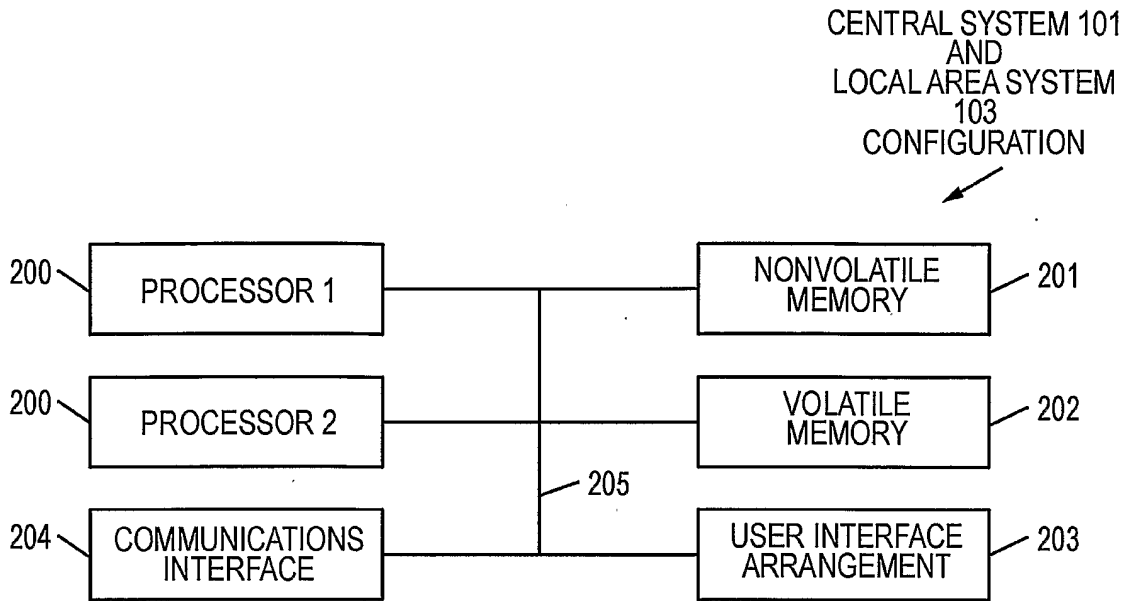 CENTRAL SYSTEM 101
AND
LOCAL AREA SYSTEM
103
CONFIGURATION
200
PROCESSOR 1
NONVOLATILE
MEMORY
201
200
PROCESSOR 2
VOLATILE
MEMORY
202
205
204
COMMUNICATIONS
INTERFACE
USER INTERFACE
ARRANGEMENT
203